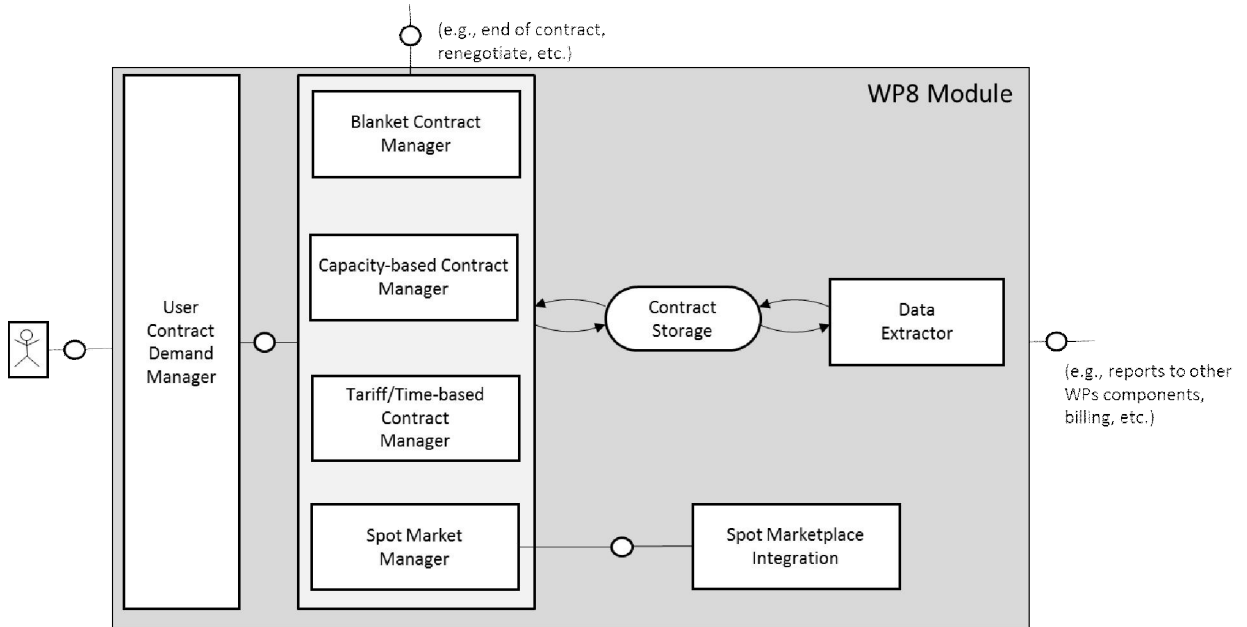 (e.g., end of contract,
renegotiate, etc.)
WP8 Module
Blanket Contract
Manager
Capacity-based Contract
Manager
User
Contract
Demand
Manager
Contract
Storage
Data
Extractor
(e.g., reports to other
WPs components,
billing, etc.)
Tariff/Time-based
Contract
Manager
Spot Market
Manager
Spot Marketplace
Integration